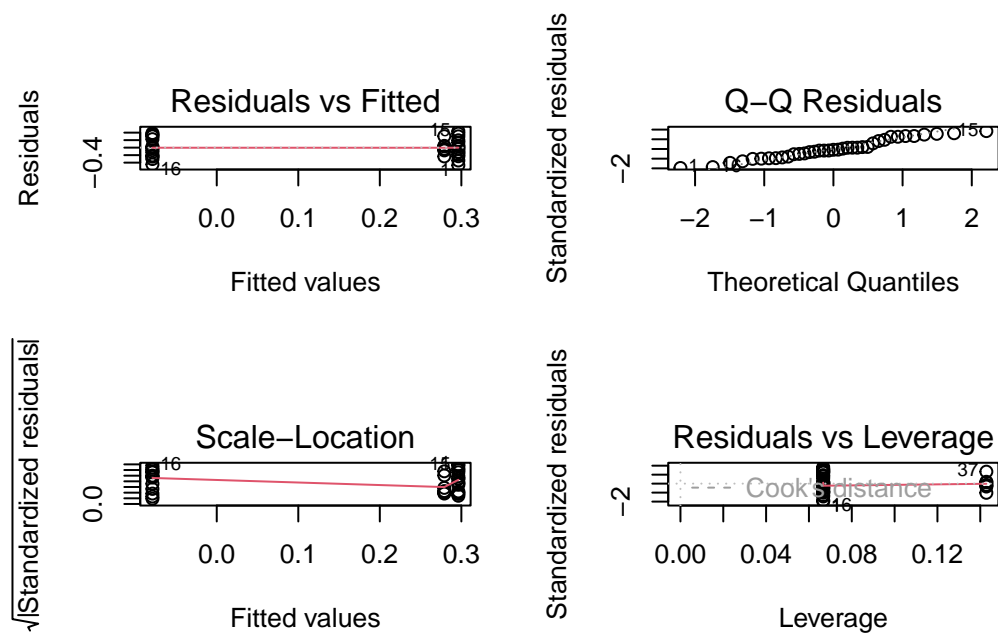 Residuals vs Fitted
Residuals
−0.4
15
16
1
0.0 0.1 0.2 0.3
Fitted values
Q−Q Residuals
Standardized residuals
−2
1
15
−2 −1 0 1 2
Theoretical Quantiles
Scale−Location
√|Standardized residuals|
0.0
16
0.0 0.1 0.2 0.3
Fitted values
Residuals vs Leverage
Standardized residuals
−2
Cook's distance
37
16
0.00 0.04 0.08 0.12
Leverage